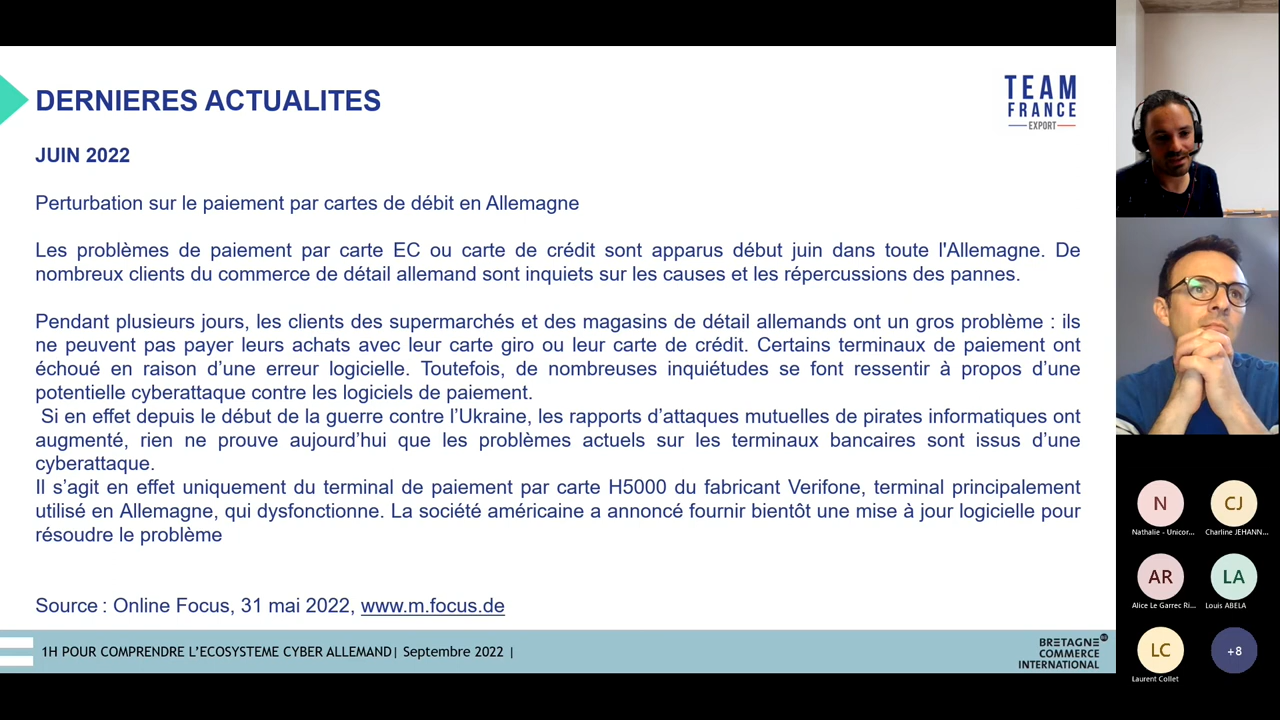 DERNIERES ACTUALITES
TEAM
FRANCE
EXPORT
JUIN 2022
Perturbation sur le paiement par cartes de débit en Allemagne
Les problèmes de paiement par carte EC ou carte de crédit sont apparus début juin dans toute l'Allemagne. De
nombreux clients du commerce de détail allemand sont inquiets sur les causes et les répercussions des pannes.
Pendant plusieurs jours, les clients des supermarchés et des magasins de détail allemands ont un gros problème : ils
ne peuvent pas payer leurs achats avec leur carte giro ou leur carte de crédit. Certains terminaux de paiement ont
échoué en raison d’une erreur logicielle. Toutefois, de nombreuses inquiétudes se font ressentir à propos d’une
potentielle cyberattaque contre les logiciels de paiement.
Si en effet depuis le début de la guerre contre l’Ukraine, les rapports d’attaques mutuelles de pirates informatiques ont
augmenté, rien ne prouve aujourd’hui que les problèmes actuels sur les terminaux bancaires sont issus d’une
cyberattaque.
Il s’agit en effet uniquement du terminal de paiement par carte H5000 du fabricant Verifone, terminal principalement
utilisé en Allemagne, qui dysfonctionne. La société américaine a annoncé fournir bientôt une mise à jour logicielle pour
résoudre le problème
Source : Online Focus, 31 mai 2022, www.m.focus.de
1H POUR COMPRENDRE L’ECOSYSTEME CYBER ALLEMAND| Septembre 2022 |
BRETAGNE
COMMERCE
INTERNATIONAL
N
CJ
Nathalie - Unicor...
Charline JEHANN...
AR
LA
Alice Le Garrec Ri...
Louis ABELA
LC
+8
Laurent Collet